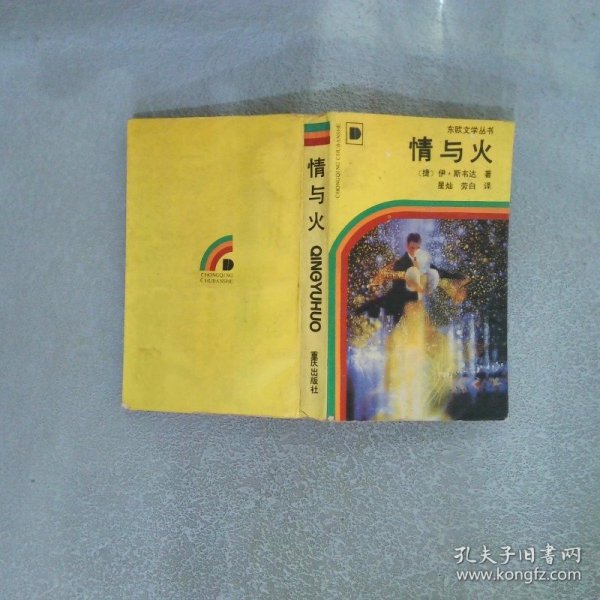 东欧文学丛书
情与火
（捷）伊·斯韦达 著
星灿 劳白 译
CHONGQING CHUBANSHE
情与火
QINGYUHUO
重庆出版社
CHONGQING
CHUBANSHE
孔夫子旧书网
www.kongfz.com